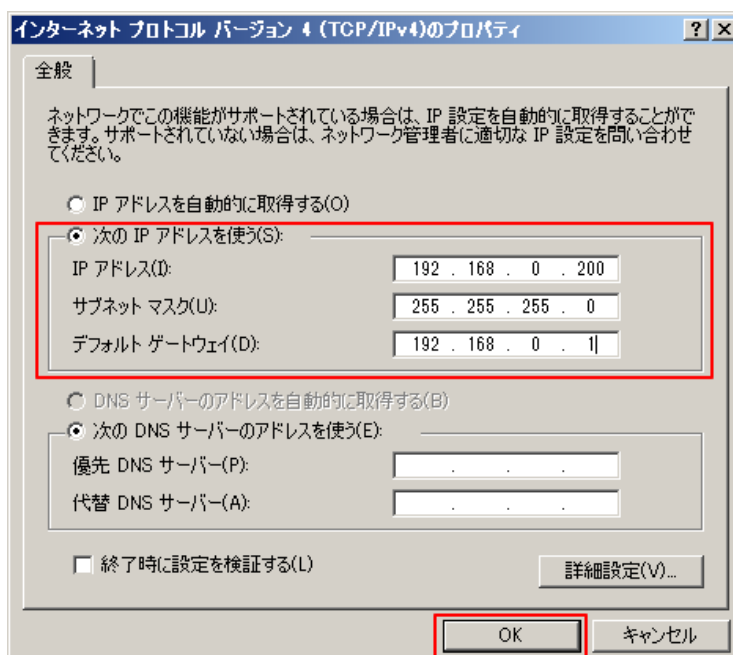 インターネット プロトコル バージョン 4 (TCP/IPv4)のプロパティ
全般
ネットワークでこの機能がサポートされている場合は、IP 設定を自動的に取得することがで
きます。サポートされていない場合は、ネットワーク管理者に適切な IP 設定を問い合わせ
てください。
IP アドレスを自動的に取得する(O)
次の IP アドレスを使う(S):
IP アドレス(I): 192 . 168 . 0 . 200
サブネット マスク(U): 255 . 255 . 255 . 0
デフォルト ゲートウェイ(D): 192 . 168 . 0 . 1
DNS サーバーのアドレスを自動的に取得する(B)
次の DNS サーバーのアドレスを使う(E):
優先 DNS サーバー(P): . . .
代替 DNS サーバー(A): . . .
終了時に設定を検証する(L)
詳細設定(V)...
OK キャンセル